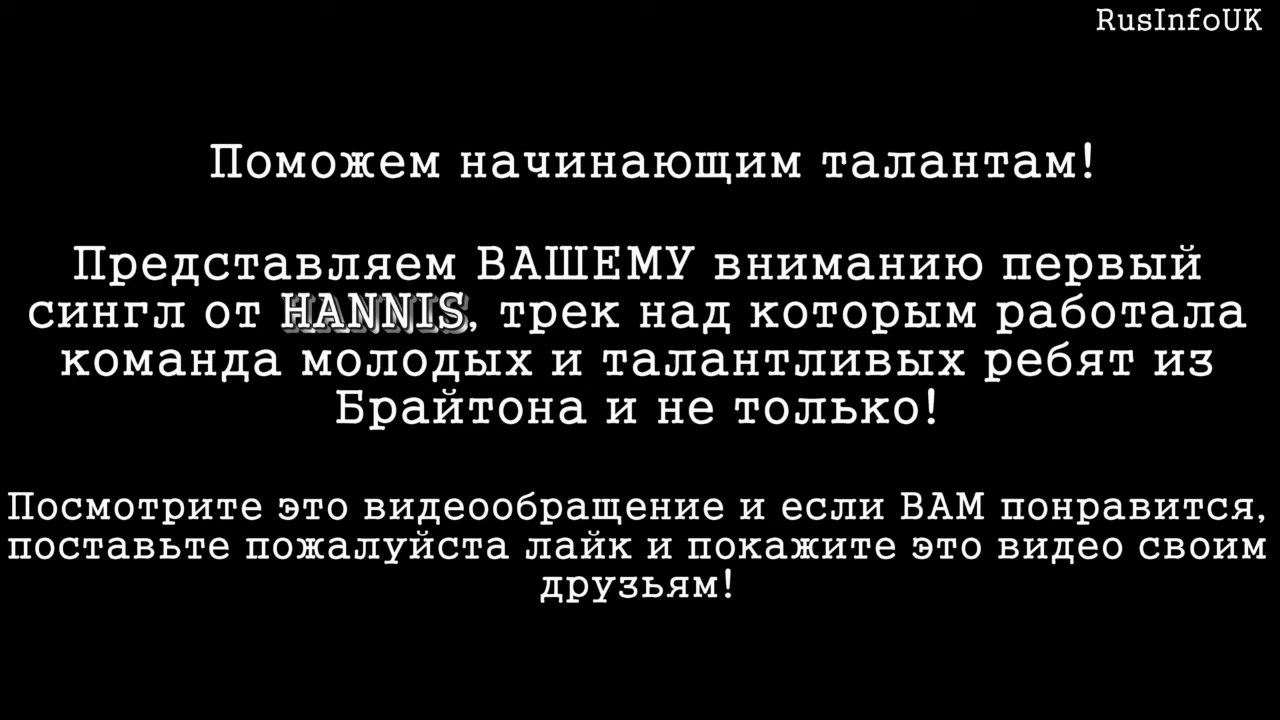 RusInfoUK
Поможем начинающим талантам!
Представляем ВАШЕМУ вниманию первый
сингл от HANNIS, трек над которым работала
команда молодых и талантливых ребят из
Брайтона и не только!
Посмотрите это видеообращение и если ВАМ понравится,
поставьте пожалуйста лайк и покажите это видео своим
друзьям!